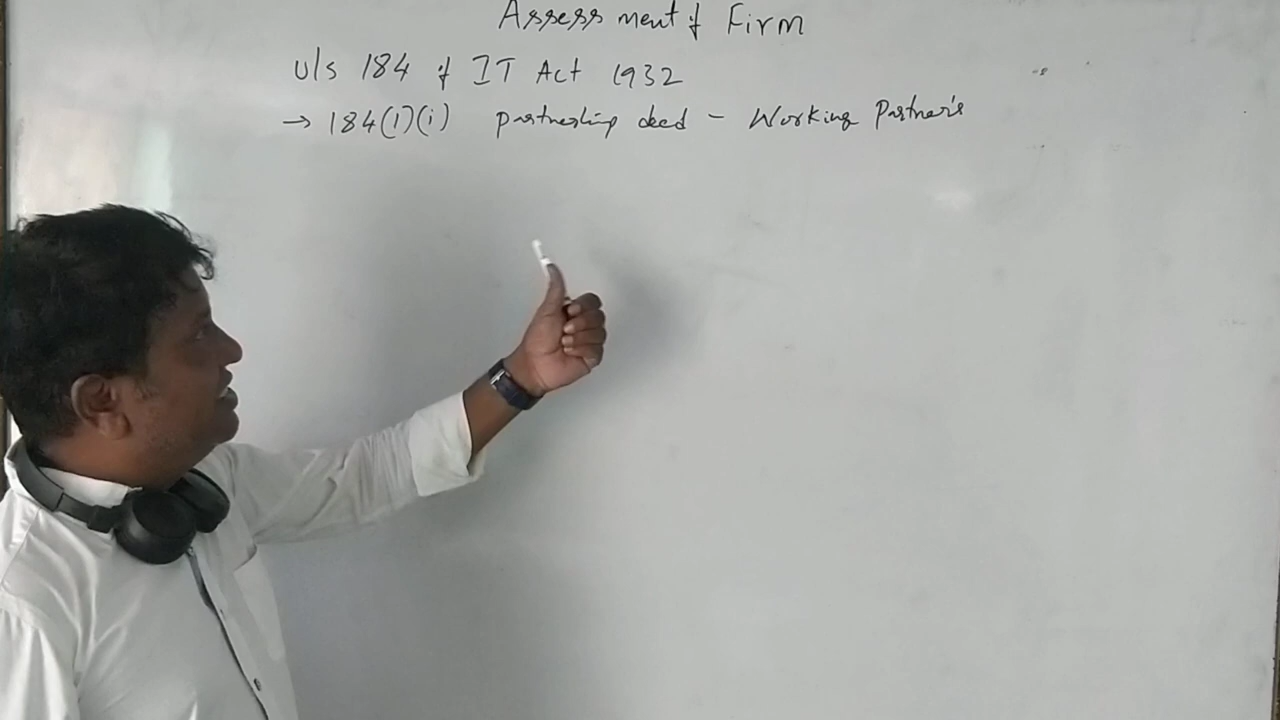 Assessment of Firm
u/s 184 of IT Act 1932
→ 184(1)(i) partnership deed - Working Partner's